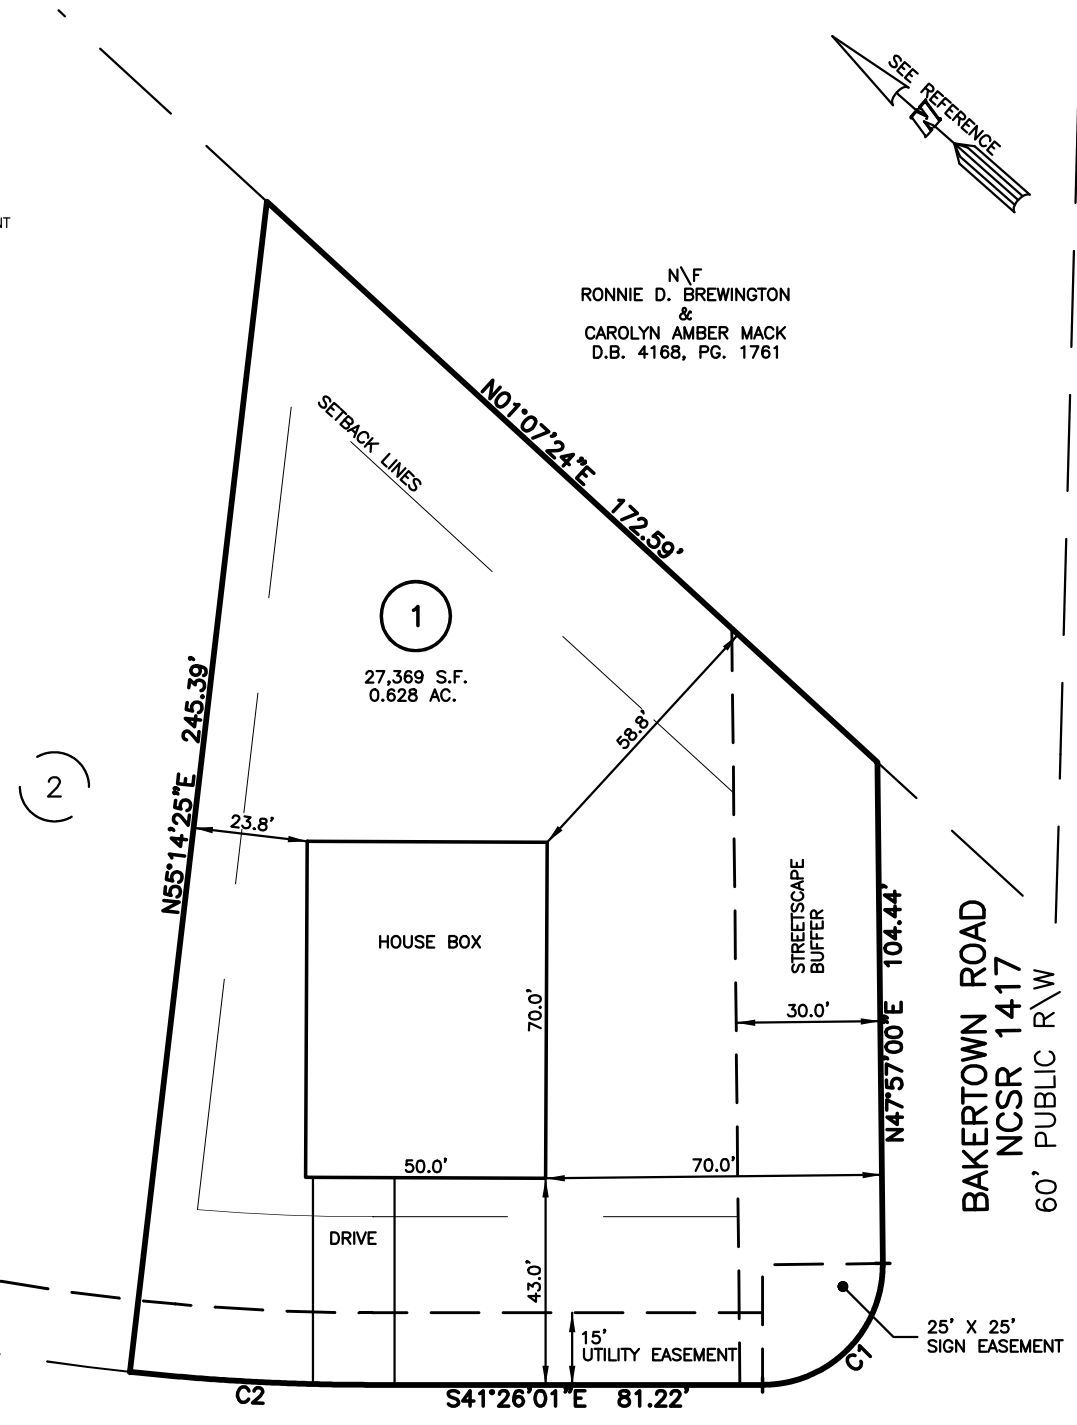 SEE REFERENCE
N
NT
N\F
RONNIE D. BREWINGTON
&
CAROLYN AMBER MACK
D.B. 4168, PG. 1761
N01°07'24"E 172.59'
SETBACK LINES
1
27,369 S.F.
0.628 AC.
58.8'
N55°14'25"E 245.39'
2
23.8'
HOUSE BOX
70.0'
50.0'
STREETSCAPE
BUFFER
30.0'
N47°57'00"E 104.44'
BAKERTOWN ROAD
NCSR 1417
60' PUBLIC R\W
70.0'
DRIVE
43.0'
15'
UTILITY EASEMENT
25' X 25'
SIGN EASEMENT
C1
C2
S41°26'01"E 81.22'